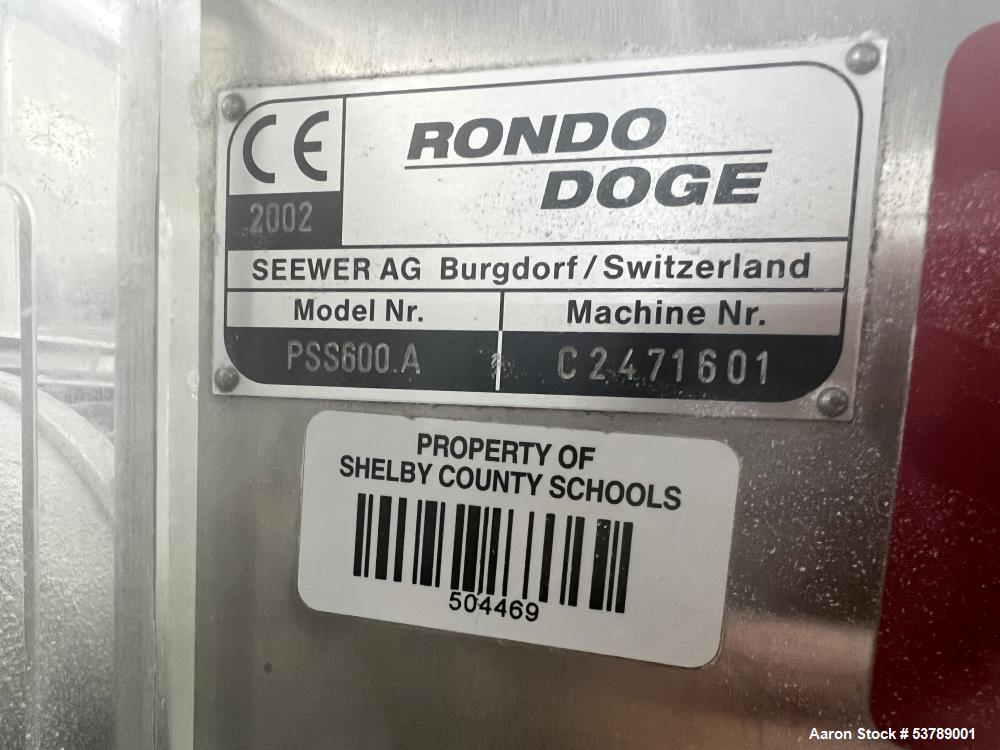 CE
2002
RONDO
DOGE
SEEWER AG Burgdorf/Switzerland
Model Nr.
Machine Nr.
PSS600.A
C2471601
PROPERTY OF
SHELBY COUNTY SCHOOLS
504469
Aaron Stock # 53789001